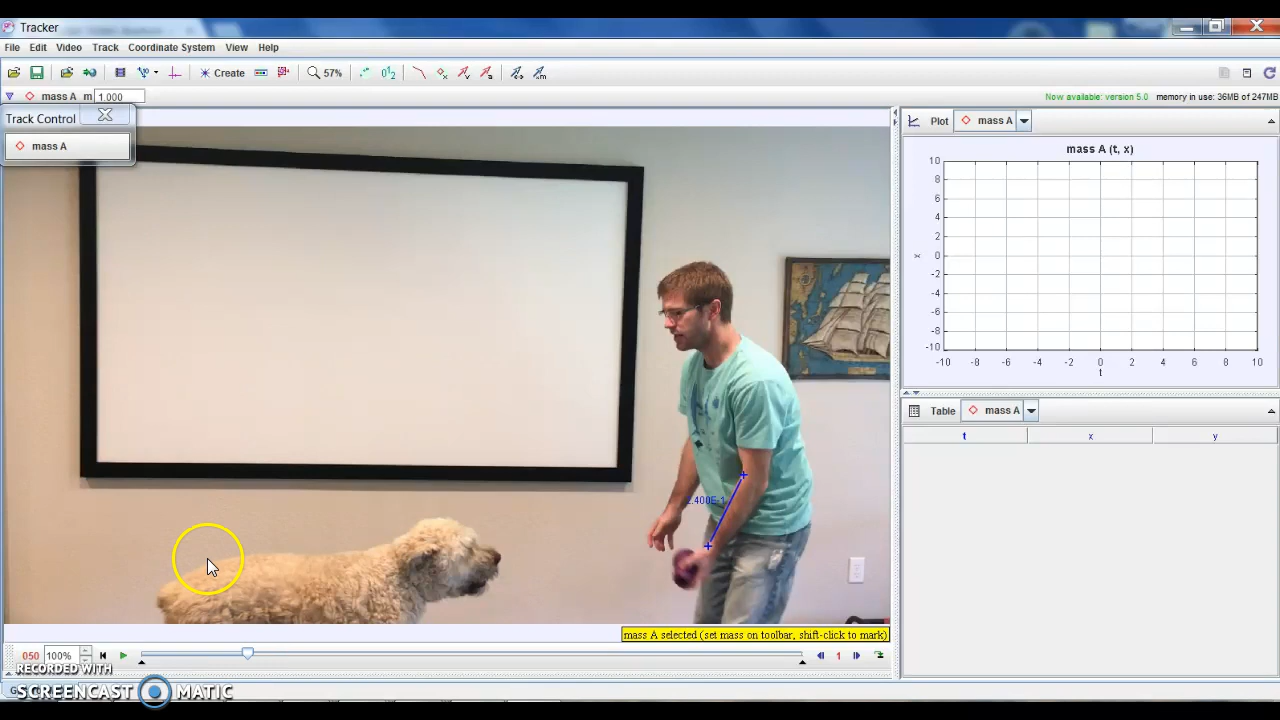 Tracker
File Edit Video Track Coordinate System View Help
Create 57%
mass A m 1.000
Now available: version 5.0 memory in use: 36MB of 247MB
Track Control
mass A
Plot mass A
mass A (t, x)
10
8
6
4
2
0
-2
-4
-6
-8
-10
x
-10 -8 -6 -4 -2 0 2 4 6 8 10
t
Table mass A
t x y
2.400E-1
mass A selected (set mass on toolbar, shift-click to mark)
050 100% 1
RECORDED WITH
SCREENCAST MATIC